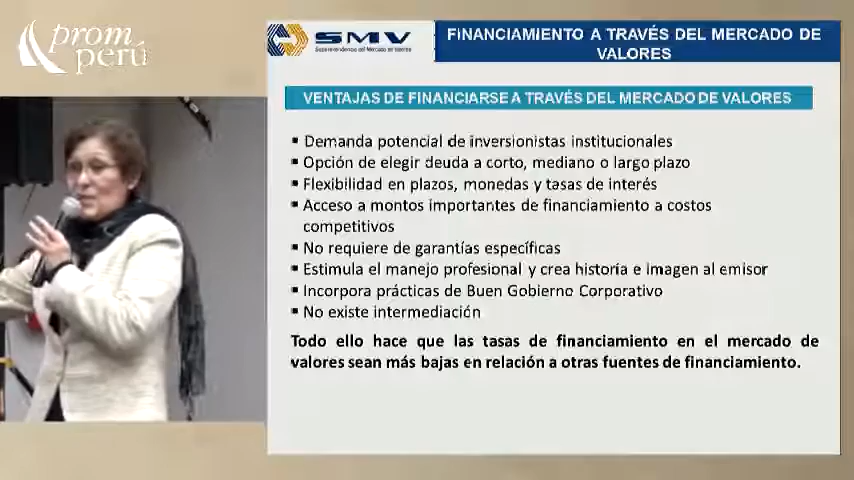 prom
perú
SMV
Superintendencia del Mercado de Valores
FINANCIAMIENTO A TRAVÉS DEL MERCADO DE
VALORES
VENTAJAS DE FINANCIARSE A TRAVÉS DEL MERCADO DE VALORES
▪ Demanda potencial de inversionistas institucionales
▪ Opción de elegir deuda a corto, mediano o largo plazo
▪ Flexibilidad en plazos, monedas y tasas de interés
▪ Acceso a montos importantes de financiamiento a costos
competitivos
▪ No requiere de garantías específicas
▪ Estimula el manejo profesional y crea historia e imagen al emisor
▪ Incorpora prácticas de Buen Gobierno Corporativo
▪ No existe intermediación
Todo ello hace que las tasas de financiamiento en el mercado de
valores sean más bajas en relación a otras fuentes de financiamiento.